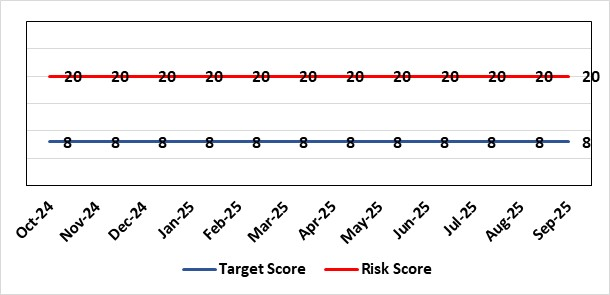 20 20 20 20 20 20 20 20 20 20 20 20
8 8 8 8 8 8 8 8 8 8 8 8
Oct-24 Nov-24 Dec-24 Jan-25 Feb-25 Mar-25 Apr-25 May-25 Jun-25 Jul-25 Aug-25 Sep-25
Target Score Risk Score